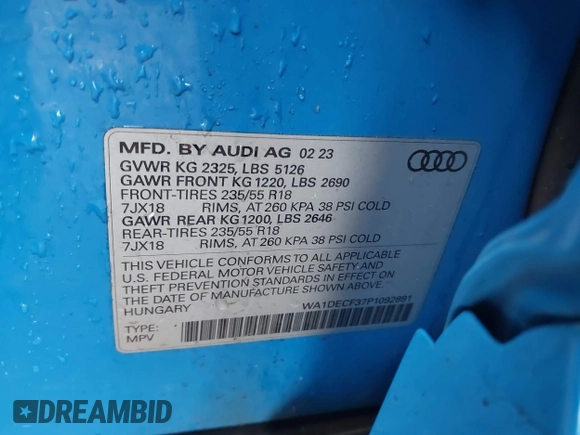 MFD. BY AUDI AG 02 23
GVWR KG 2325, LBS 5126
GAWR FRONT KG 1220, LBS 2690
FRONT-TIRES 235/55 R18
7JX18 RIMS, AT 260 KPA 38 PSI COLD
GAWR REAR KG 1200, LBS 2646
REAR-TIRES 235/55 R18
7JX18 RIMS, AT 260 KPA 38 PSI COLD
THIS VEHICLE CONFORMS TO ALL APPLICABLE
U.S. FEDERAL MOTOR VEHICLE SAFETY AND
THEFT PREVENTION STANDARDS IN EFFECT ON
THE DATE OF MANUFACTURE SHOWN ABOVE.
HUNGARY WA1DECF37P1092891
TYPE:
MPV
DREAMBID